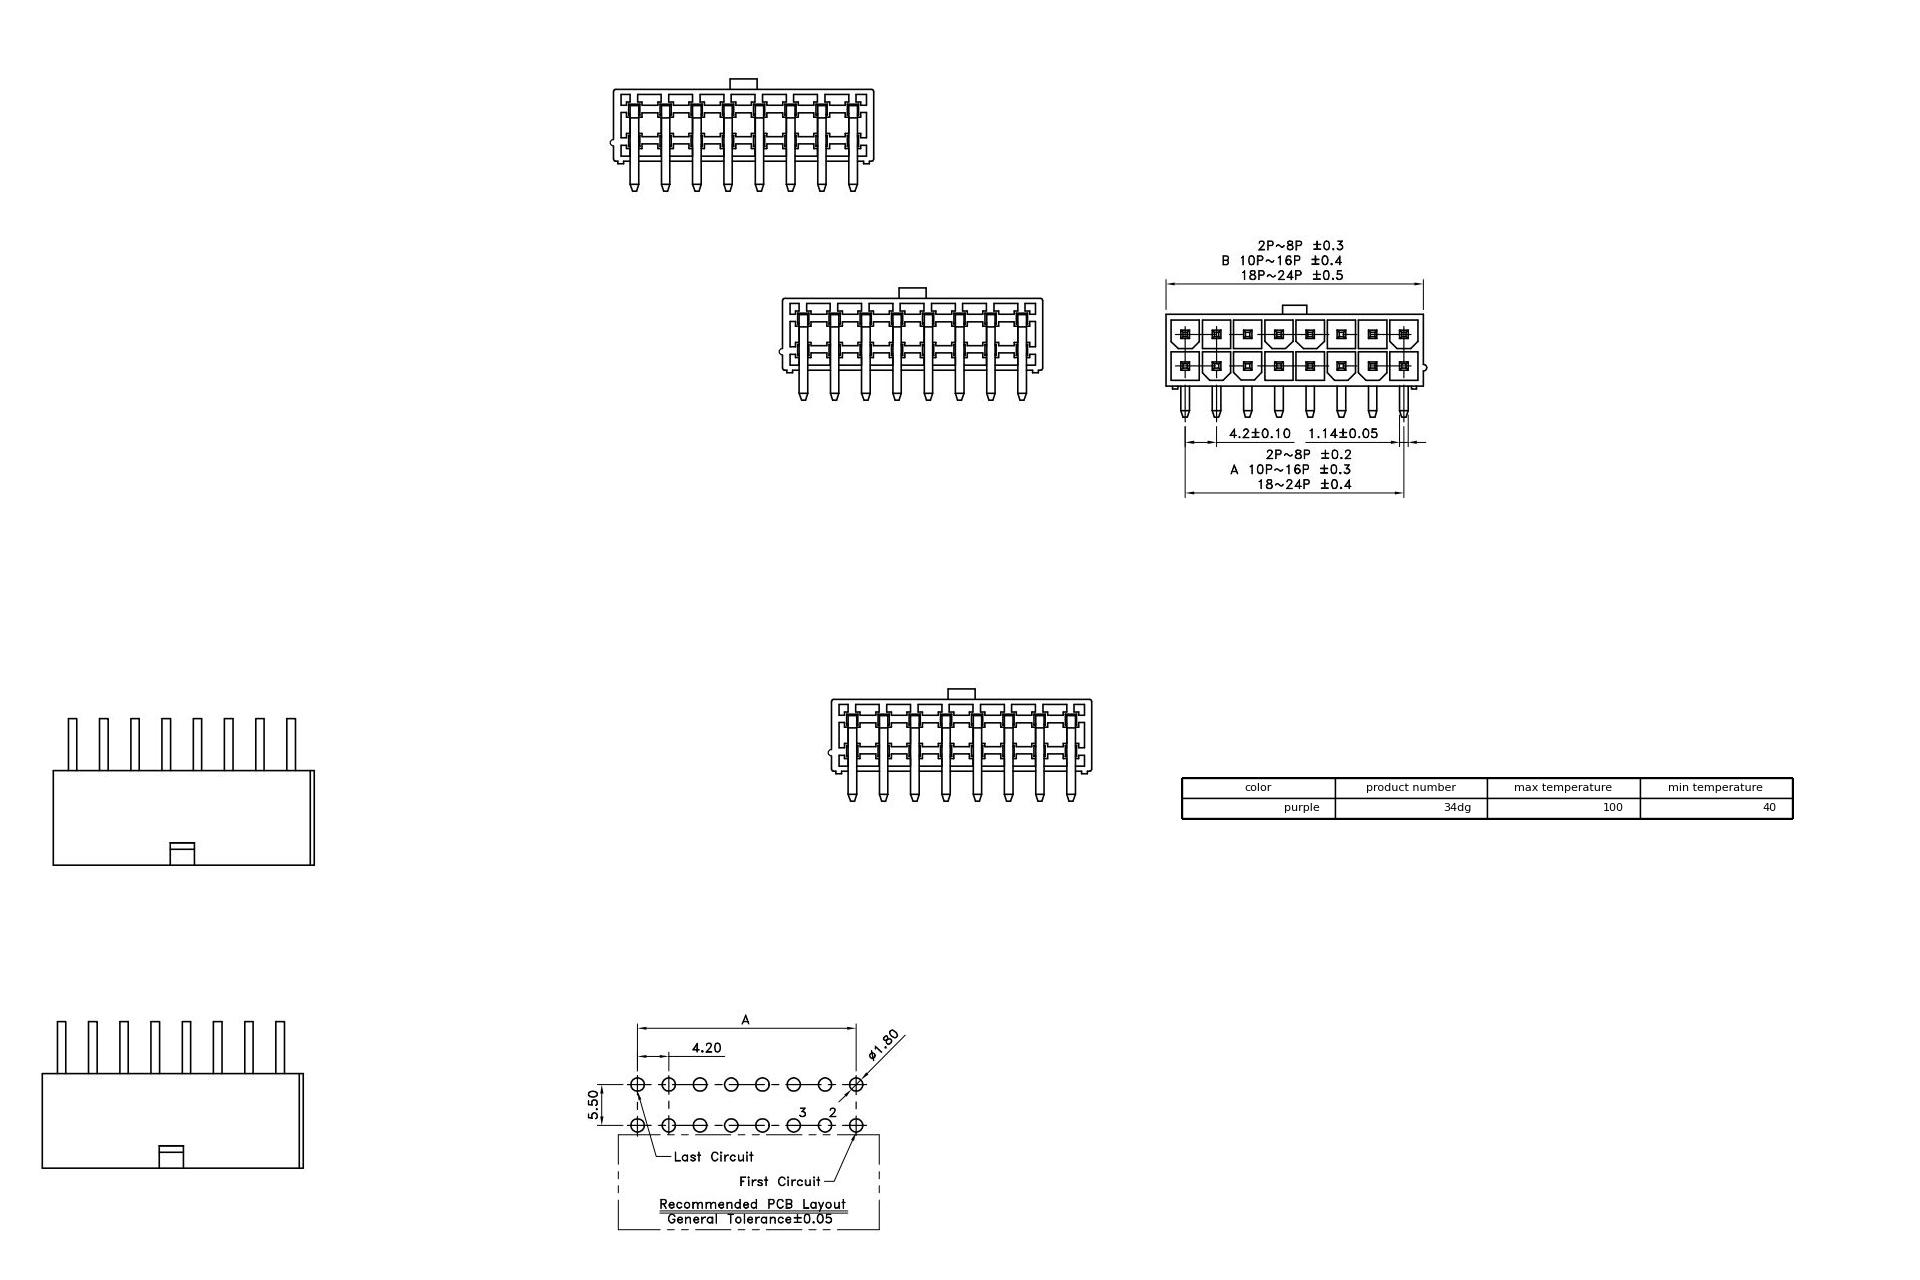 2P~8P ±0.3
B 10P~16P ±0.4
18P~24P ±0.5
4.2±0.10 1.14±0.05
2P~8P ±0.2
A 10P~16P ±0.3
18~24P ±0.4
color product number max temperature min temperature
purple 34dg 100 40
A
4.20
ø1.80
5.50
3 2
Last Circuit
First Circuit
Recommended PCB Layout
General Tolerance±0.05